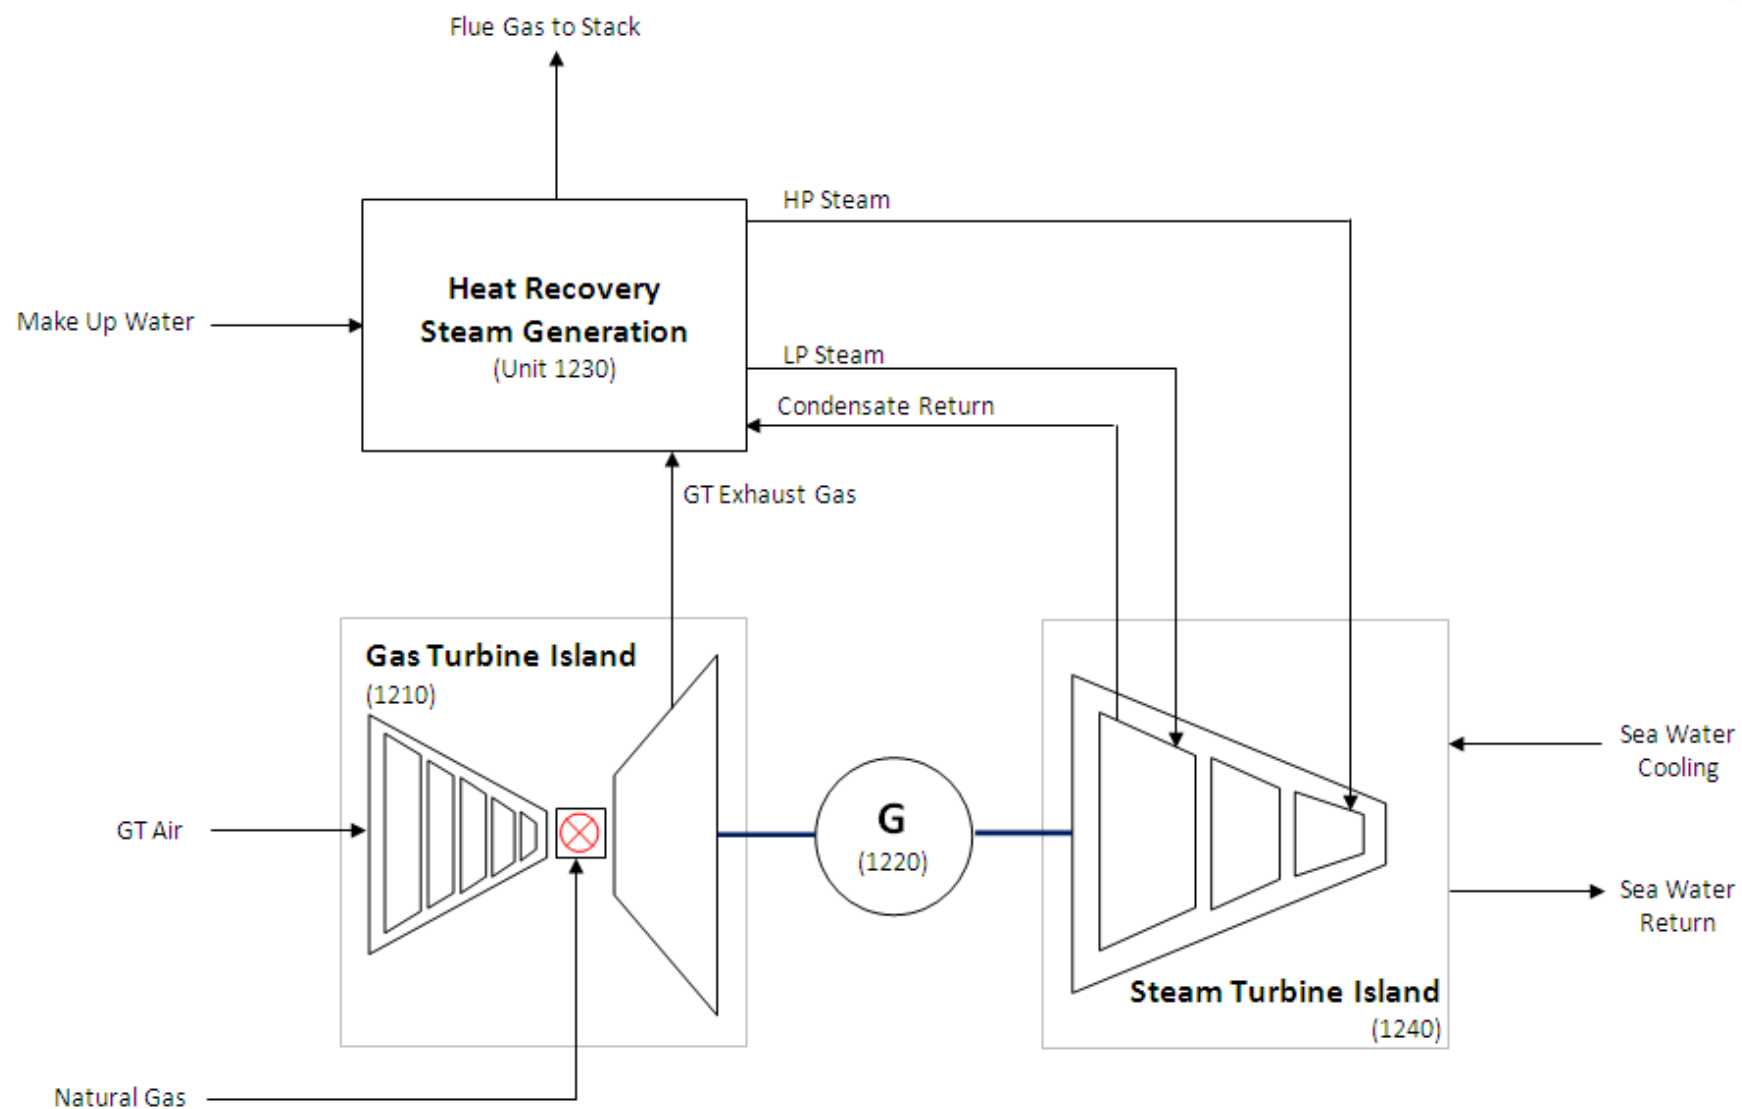 Flue Gas to Stack
HP Steam
Heat Recovery
Steam Generation
(Unit 1230)
Make Up Water
LP Steam
Condensate Return
GT Exhaust Gas
Gas Turbine Island
(1210)
GT Air
G
(1220)
Sea Water
Cooling
Sea Water
Return
Steam Turbine Island
(1240)
Natural Gas